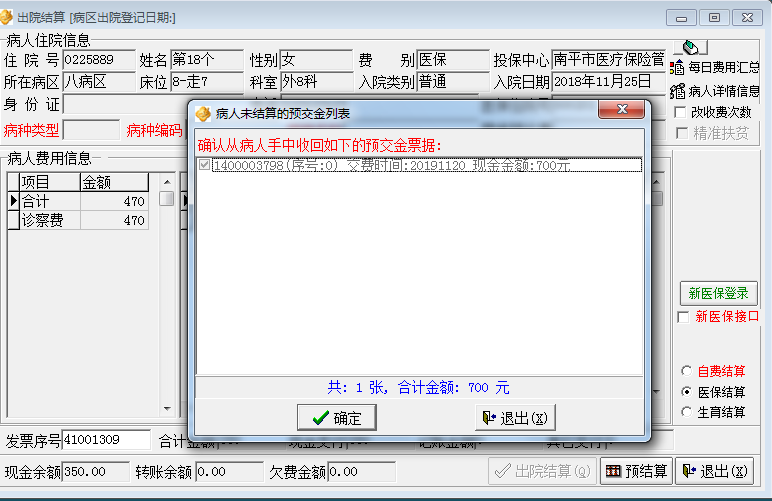 出院结算 [病区出院登记日期:]
病人住院信息
住 院 号 0225889 姓名 第18个 性别 女 费 别 医保 投保中心 南平市医疗保险管
所在病区 八病区 床位 8-走7 科室 外8科 入院类别 普通 入院日期 2018年11月25日
身 份 证
病种类型 病种编码
每日费用汇总
病人详情信息
改收费次数
精准扶贫
病人未结算的预交金列表
确认从病人手中收回如下的预交金票据:
1400003798(序号:0) 交费时间:20191120 现金金额:700元
共: 1 张, 合计金额: 700 元
确定 退出(X)
病人费用信息
项目 金额
合计 470
诊察费 470
新医保登录
新医保接口
自费结算
医保结算
生育结算
发票序号 41001309 合计金额
现金余额 350.00 转账余额 0.00 欠费金额 0.00 出院结算(Q) 预结算 退出(X)